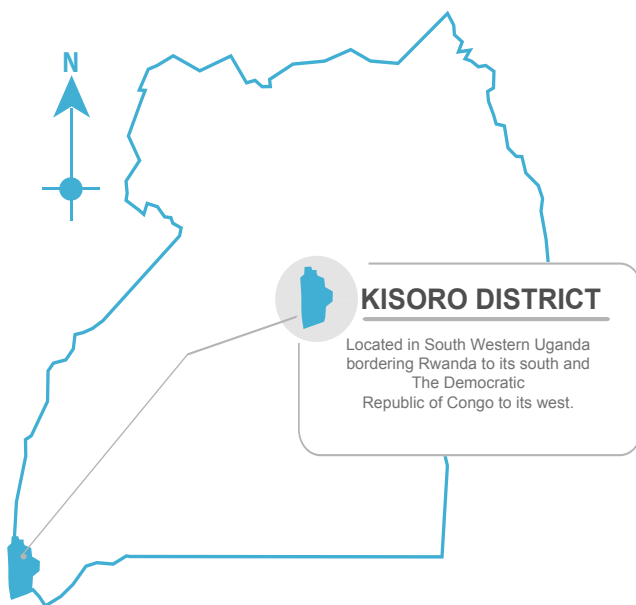 N
KISORO DISTRICT
Located in South Western Uganda
bordering Rwanda to its south and
The Democratic
Republic of Congo to its west.